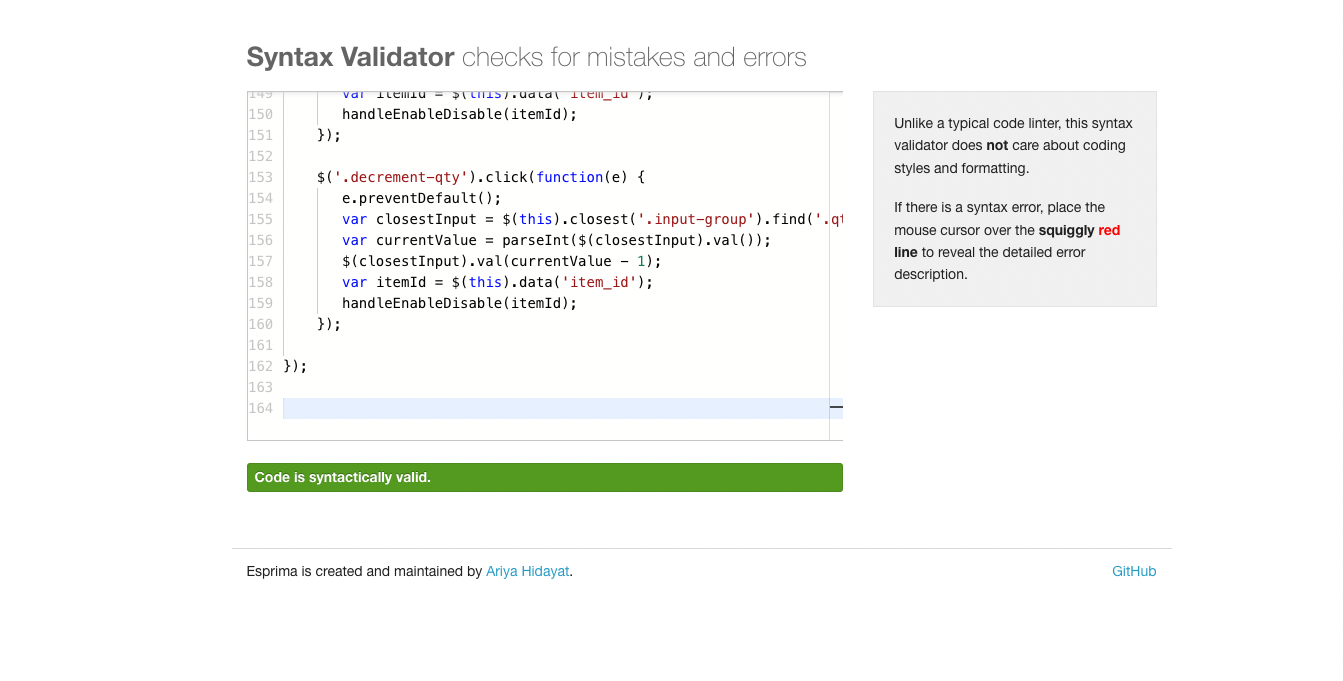 Syntax Validator checks for mistakes and errors
149 var itemId = $(this).data('item_id');
150 handleEnableDisable(itemId);
151 });
152
153 $('.decrement-qty').click(function(e) {
154 e.preventDefault();
155 var closestInput = $(this).closest('.input-group').find('.qt
156 var currentValue = parseInt($(closestInput).val());
157 $(closestInput).val(currentValue - 1);
158 var itemId = $(this).data('item_id');
159 handleEnableDisable(itemId);
160 });
161
162 });
163
164
Code is syntactically valid.
Unlike a typical code linter, this syntax
validator does not care about coding
styles and formatting.
If there is a syntax error, place the
mouse cursor over the squiggly red
line to reveal the detailed error
description.
Esprima is created and maintained by Ariya Hidayat.
GitHub